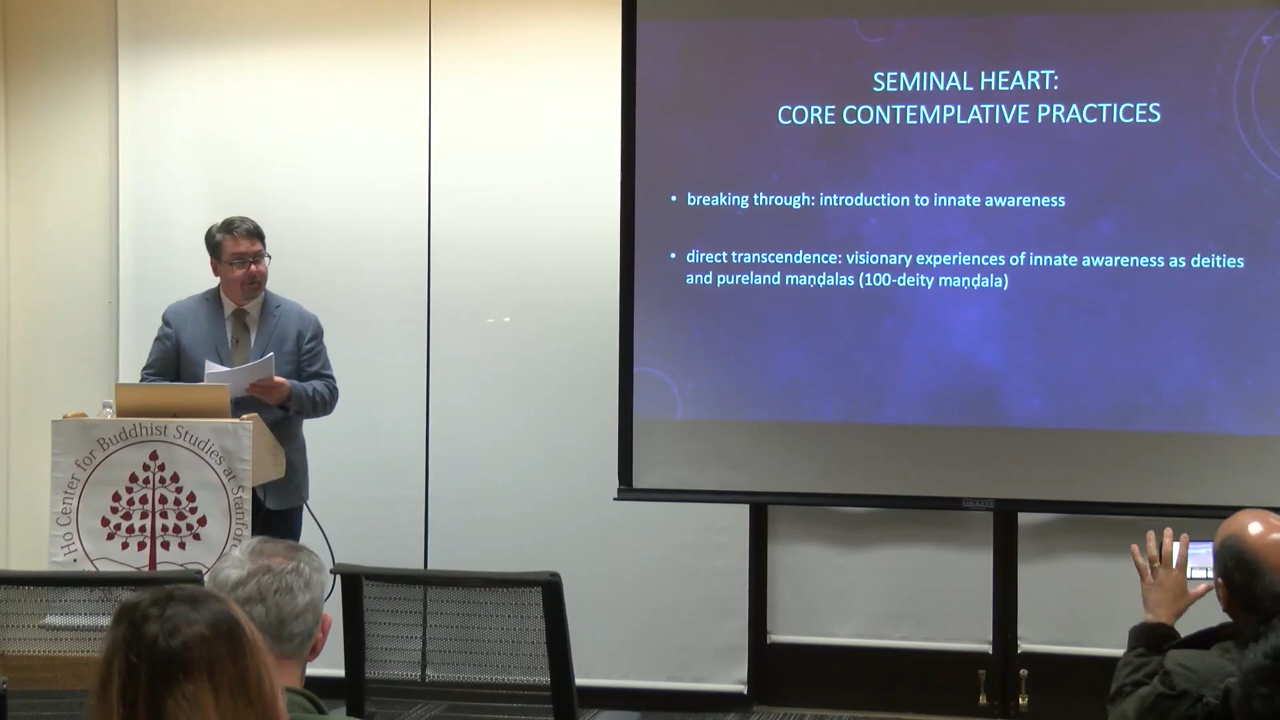 SEMINAL HEART:
CORE CONTEMPLATIVE PRACTICES
• breaking through: introduction to innate awareness
• direct transcendence: visionary experiences of innate awareness as deities
and pureland maṇḍalas (100-deity maṇḍala)
• Ho Center for Buddhist Studies at Stanford